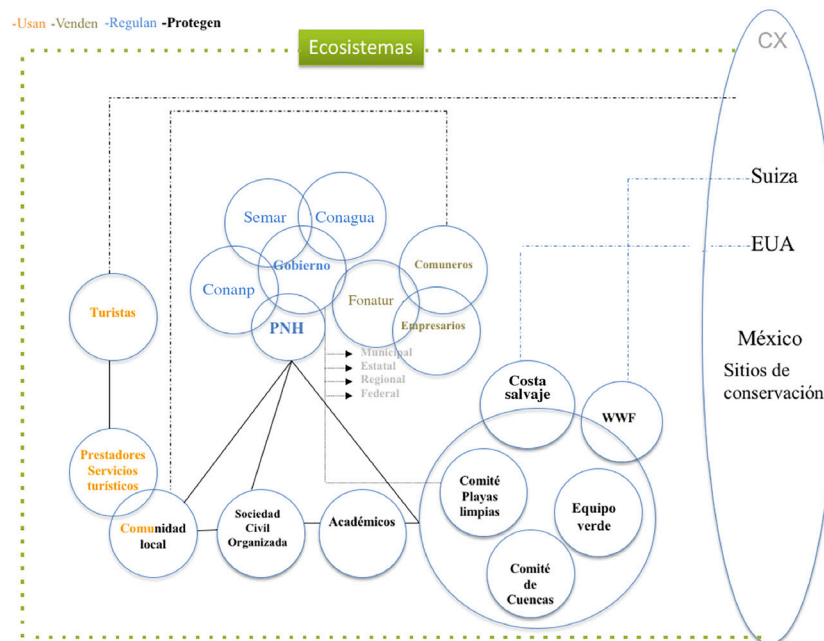 -Usan -Venden -Regulan -Protegen
Ecosistemas
CX
Suiza
EUA
México
Sitios de
conservación
Semar
Conagua
Gobierno
Conanp
PNH
Fonatur
Comuneros
Empresarios
Turistas
Municipal
Estatal
Regional
Federal
Costa
salvaje
WWF
Prestadores
Servicios
turísticos
Comunidad
local
Sociedad
Civil
Organizada
Académicos
Comité
Playas
limpias
Equipo
verde
Comité
de
Cuencas